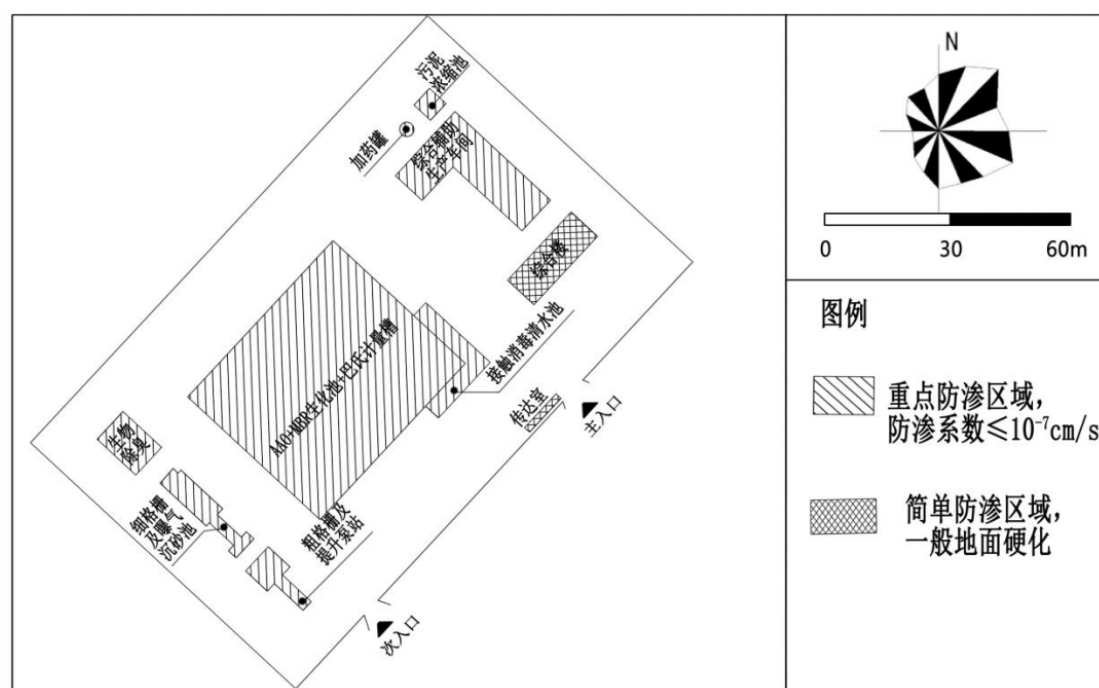 污泥
浓缩池
加药罐
综合辅助
生产车间
综合楼
AAO+MBR生化池+巴氏计量槽
接触消毒清水池
传达室
主入口
生物
除臭
细格栅
及曝气
沉砂池
粗格栅及
提升泵站
次入口
N
0 30 60m
图例
重点防渗区域，
防渗系数≤10⁻⁷cm/s
简单防渗区域，
一般地面硬化